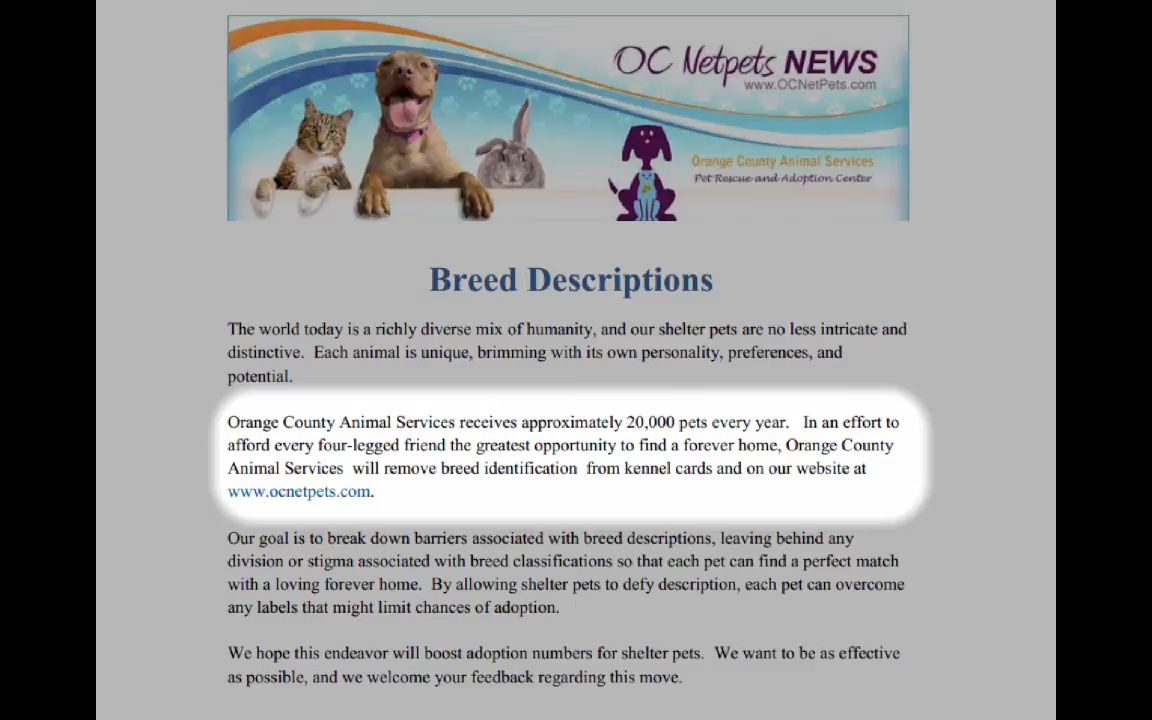 OC Netpets NEWS
www.OCNetPets.com
Orange County Animal Services
Pet Rescue and Adoption Center
Breed Descriptions
The world today is a richly diverse mix of humanity, and our shelter pets are no less intricate and
distinctive.  Each animal is unique, brimming with its own personality, preferences, and
potential.
Orange County Animal Services receives approximately 20,000 pets every year.   In an effort to
afford every four-legged friend the greatest opportunity to find a forever home, Orange County
Animal Services  will remove breed identification  from kennel cards and on our website at
www.ocnetpets.com.
Our goal is to break down barriers associated with breed descriptions, leaving behind any
division or stigma associated with breed classifications so that each pet can find a perfect match
with a loving forever home.  By allowing shelter pets to defy description, each pet can overcome
any labels that might limit chances of adoption.
We hope this endeavor will boost adoption numbers for shelter pets.  We want to be as effective
as possible, and we welcome your feedback regarding this move.